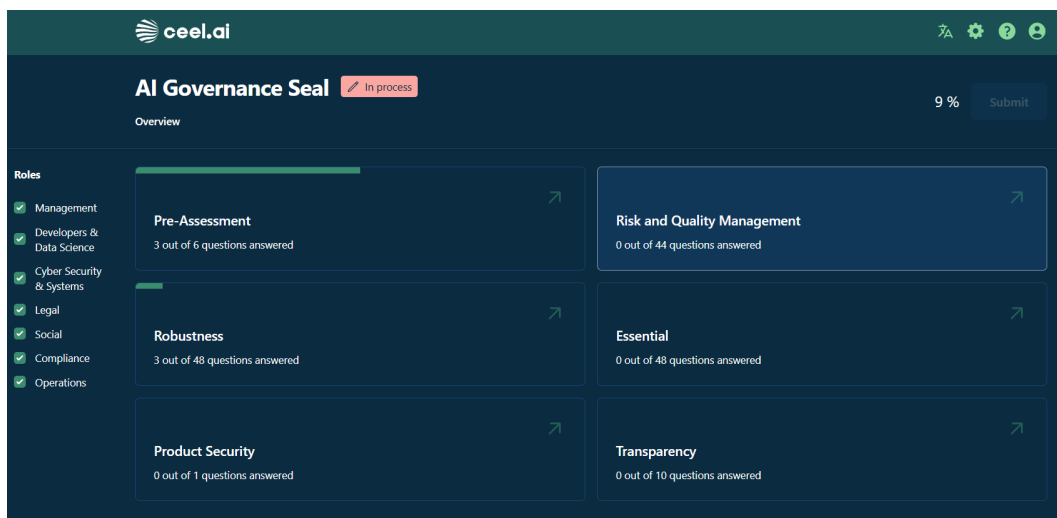 ceel.ai
AI Governance Seal
In process
9 %
Submit
Overview
Roles
Management
Developers &
Data Science
Cyber Security
& Systems
Legal
Social
Compliance
Operations
Pre-Assessment
3 out of 6 questions answered
Risk and Quality Management
0 out of 44 questions answered
Robustness
3 out of 48 questions answered
Essential
0 out of 48 questions answered
Product Security
0 out of 1 questions answered
Transparency
0 out of 10 questions answered